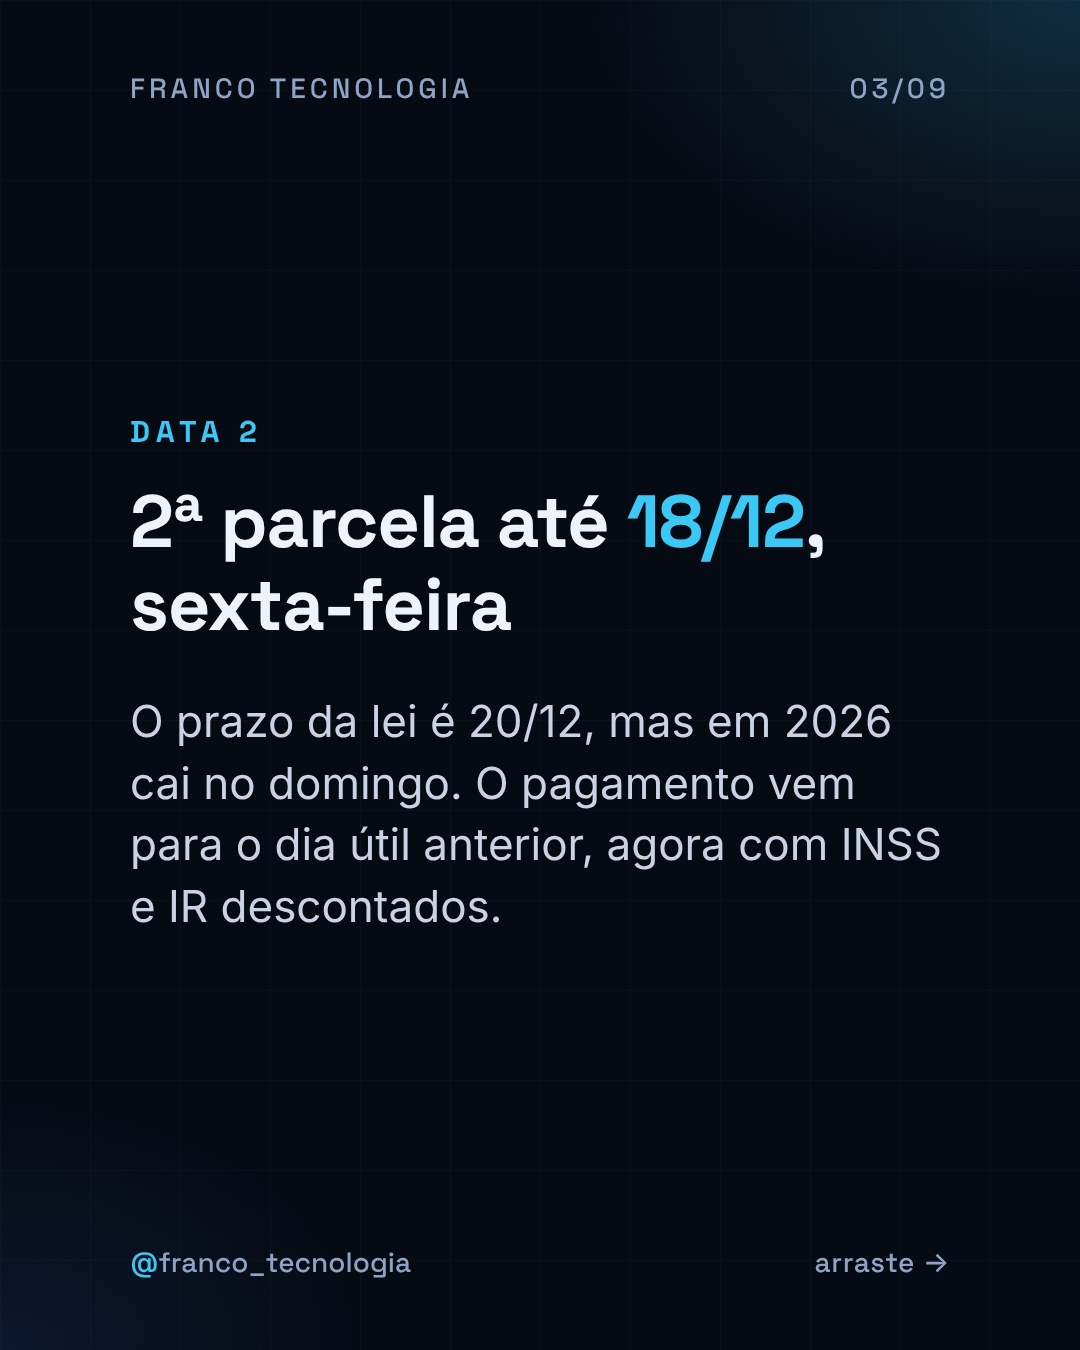 FRANCO TECNOLOGIA
03/09
DATA 2
2ª parcela até 18/12,
sexta-feira
O prazo da lei é 20/12, mas em 2026
cai no domingo. O pagamento vem
para o dia útil anterior, agora com INSS
e IR descontados.
@franco_tecnologia
arraste →